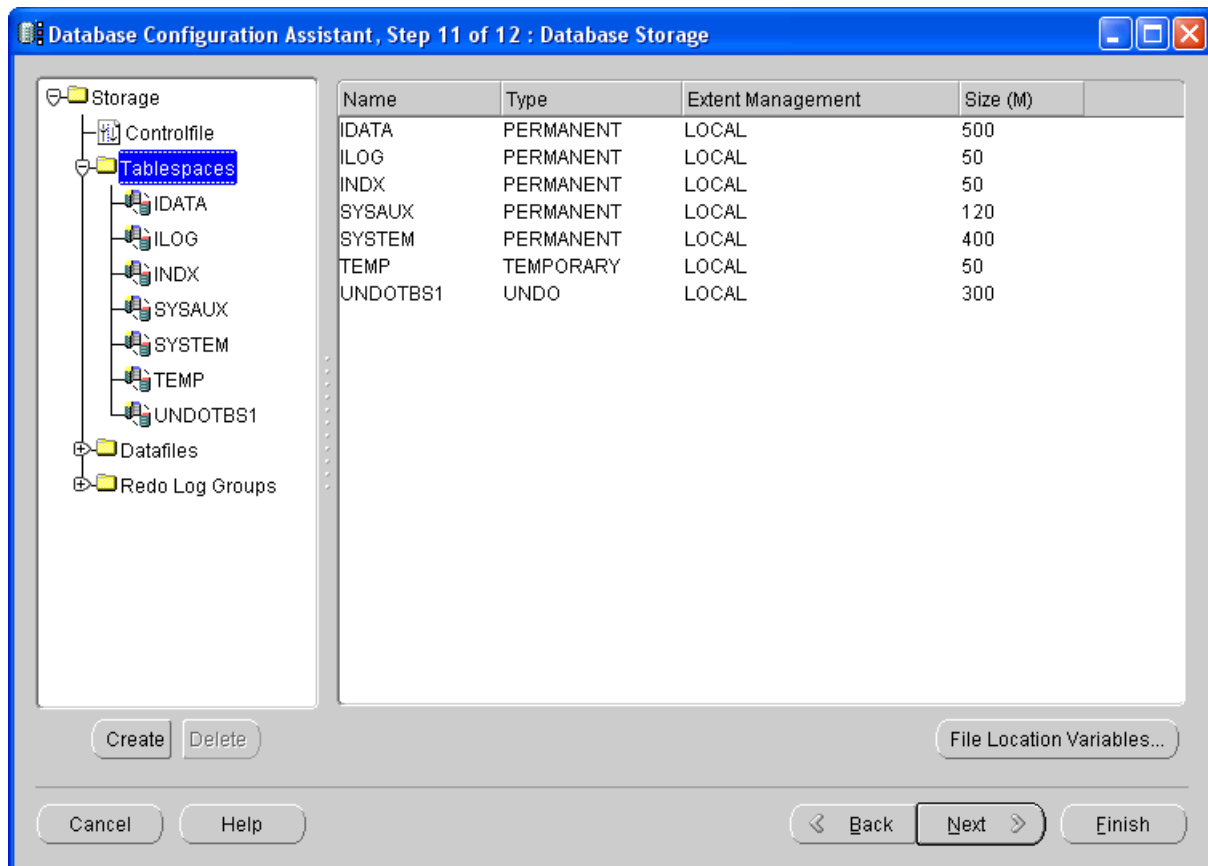 Database Configuration Assistant, Step 11 of 12 : Database Storage
Storage
Controlfile
Tablespaces
IDATA
ILOG
INDX
SYSAUX
SYSTEM
TEMP
UNDOTBS1
Datafiles
Redo Log Groups
Name Type Extent Management Size (M)
IDATA PERMANENT LOCAL 500
ILOG PERMANENT LOCAL 50
INDX PERMANENT LOCAL 50
SYSAUX PERMANENT LOCAL 120
SYSTEM PERMANENT LOCAL 400
TEMP TEMPORARY LOCAL 50
UNDOTBS1 UNDO LOCAL 300
Create Delete File Location Variables...
Cancel Help Back Next Finish